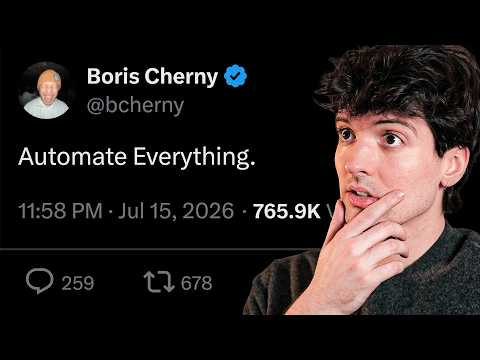 Boris Cherny
@bcherny
Automate Everything.
11:58 PM · Jul 15, 2026 · 765.9K V
259 678